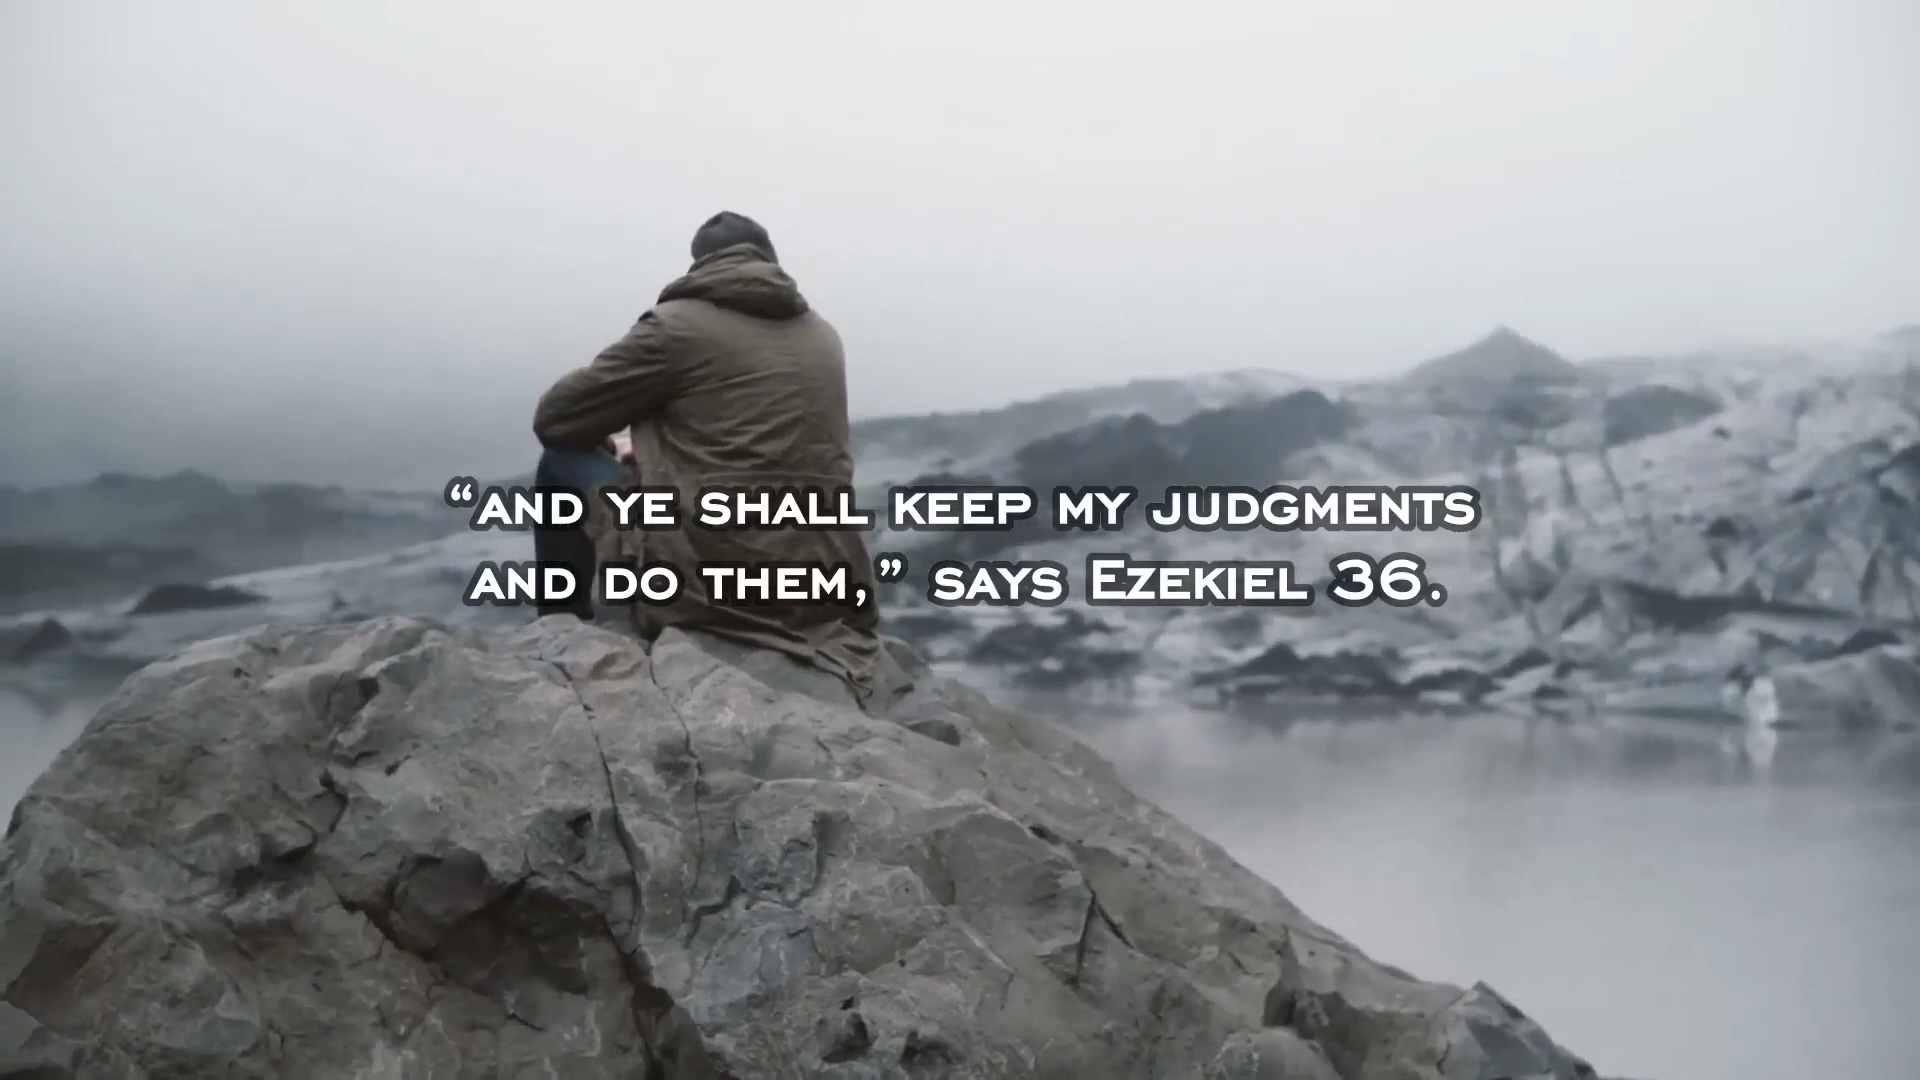 “AND YE SHALL KEEP MY JUDGMENTS
AND DO THEM,” SAYS EZEKIEL 36.